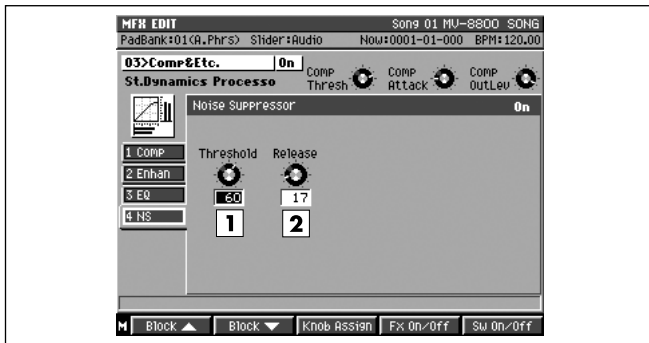 MFX EDIT Song 01 MV-8800 SONG
PadBank:01(A.Phrs) Slider:Audio Now:0001-01-000 BPM:120.00
03>Comp&Etc. On
St.Dynamics Processo
Comp Thresh
Comp Attack
Comp OutLev
Noise Suppressor On
1 Comp
2 Enhan
3 EQ
4 NS
Threshold Release
60 17
1 2
M Block ▲ Block ▼ Knob Assign Fx On/Off Sw On/Off